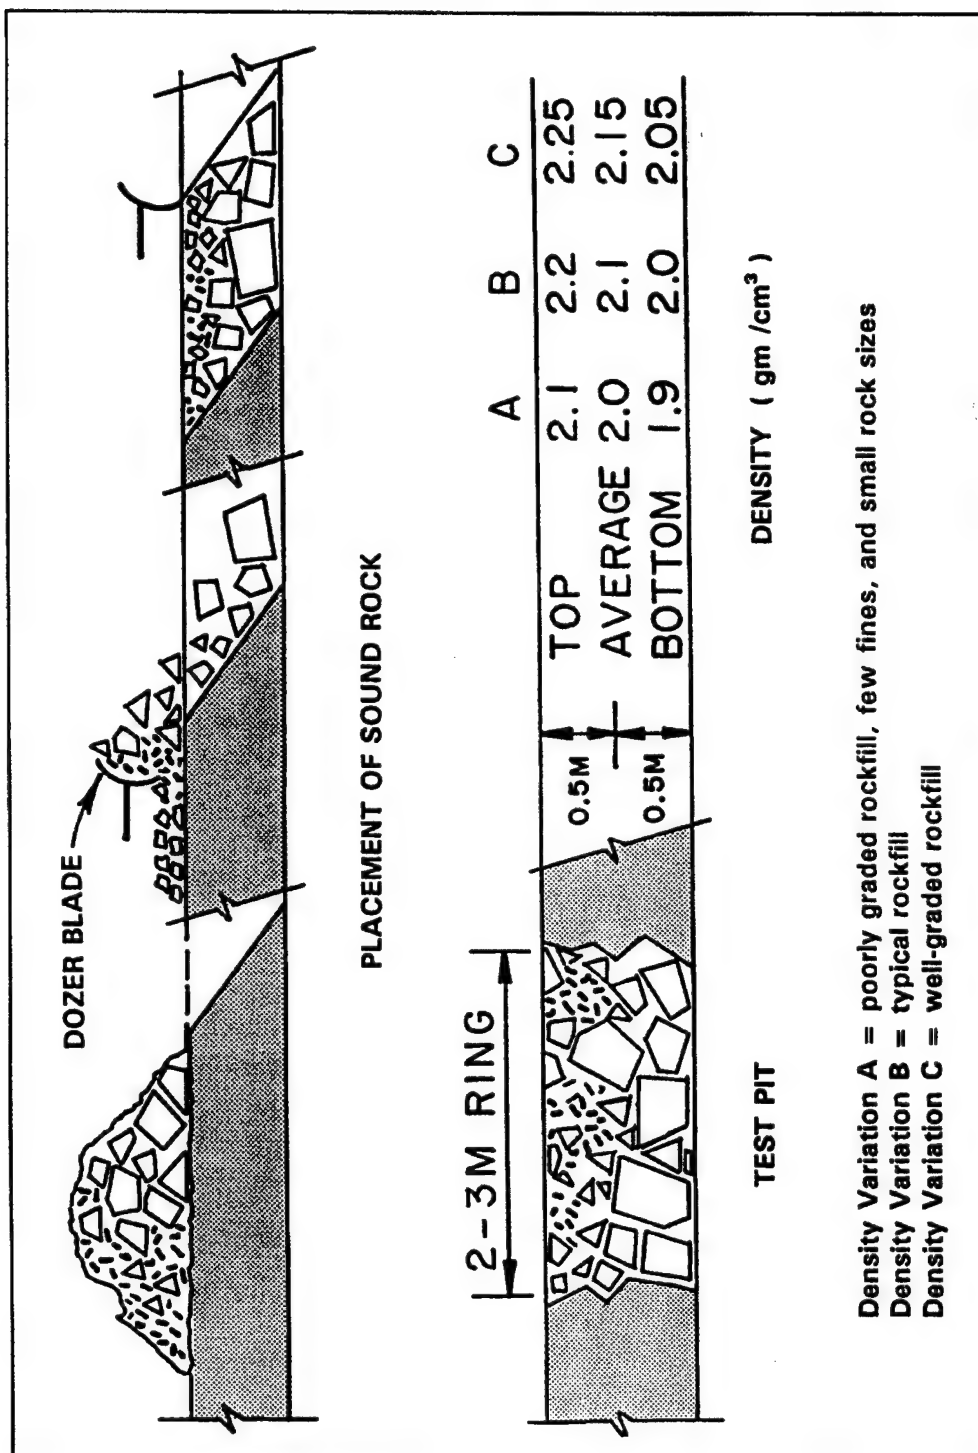 DOZER BLADE
PLACEMENT OF SOUND ROCK
2-3M RING
0.5M
0.5M
A B C
TOP 2.1 2.2 2.25
AVERAGE 2.0 2.1 2.15
BOTTOM 1.9 2.0 2.05
TEST PIT
DENSITY ( gm /cm³ )
Density Variation A = poorly graded rockfill, few fines, and small rock sizes
Density Variation B = typical rockfill
Density Variation C = well-graded rockfill